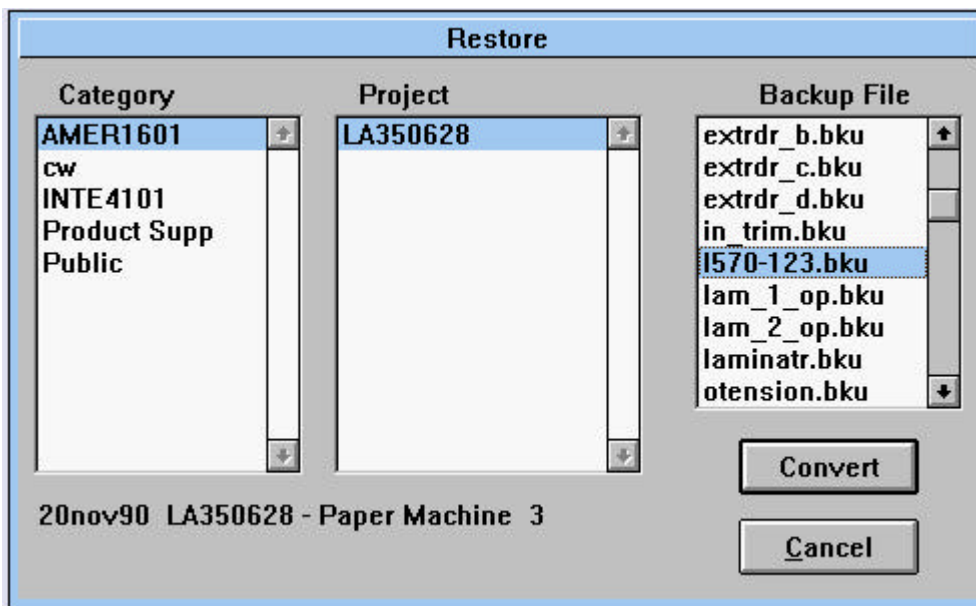 Restore
Category
AMER1601
cw
INTE4101
Product Supp
Public
Project
LA350628
Backup File
extrdr_b.bku
extrdr_c.bku
extrdr_d.bku
in_trim.bku
l570-123.bku
lam_1_op.bku
lam_2_op.bku
laminatr.bku
otension.bku
Convert
Cancel
20nov90 LA350628 - Paper Machine 3